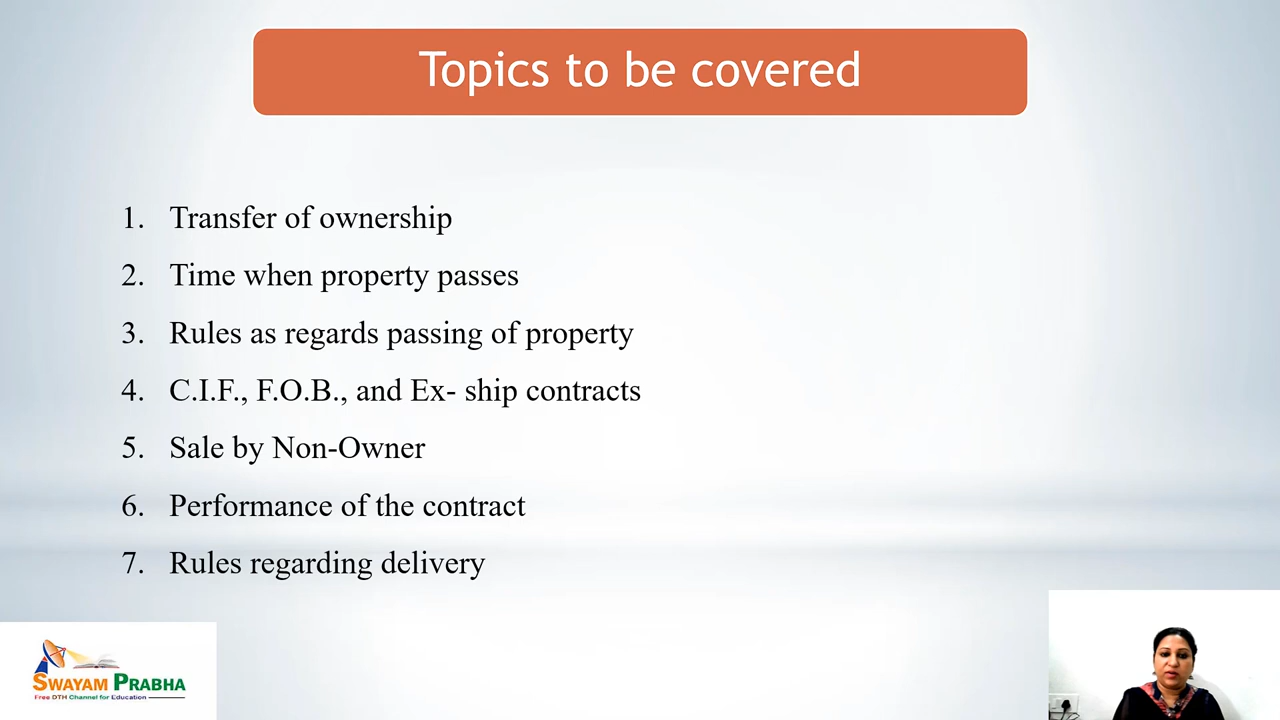 Topics to be covered
1. Transfer of ownership
2. Time when property passes
3. Rules as regards passing of property
4. C.I.F., F.O.B., and Ex- ship contracts
5. Sale by Non-Owner
6. Performance of the contract
7. Rules regarding delivery
SWAYAM PRABHA
Free DTH Channel for Education